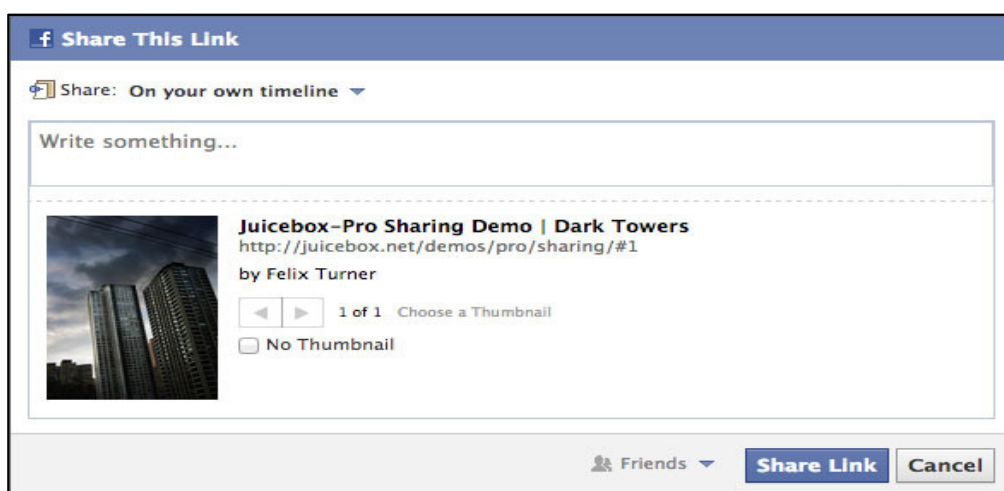 f Share This Link
Share: On your own timeline
Write something...
Juicebox-Pro Sharing Demo | Dark Towers
http://juicebox.net/demos/pro/sharing/#1
by Felix Turner
1 of 1 Choose a Thumbnail
No Thumbnail
Friends Share Link Cancel